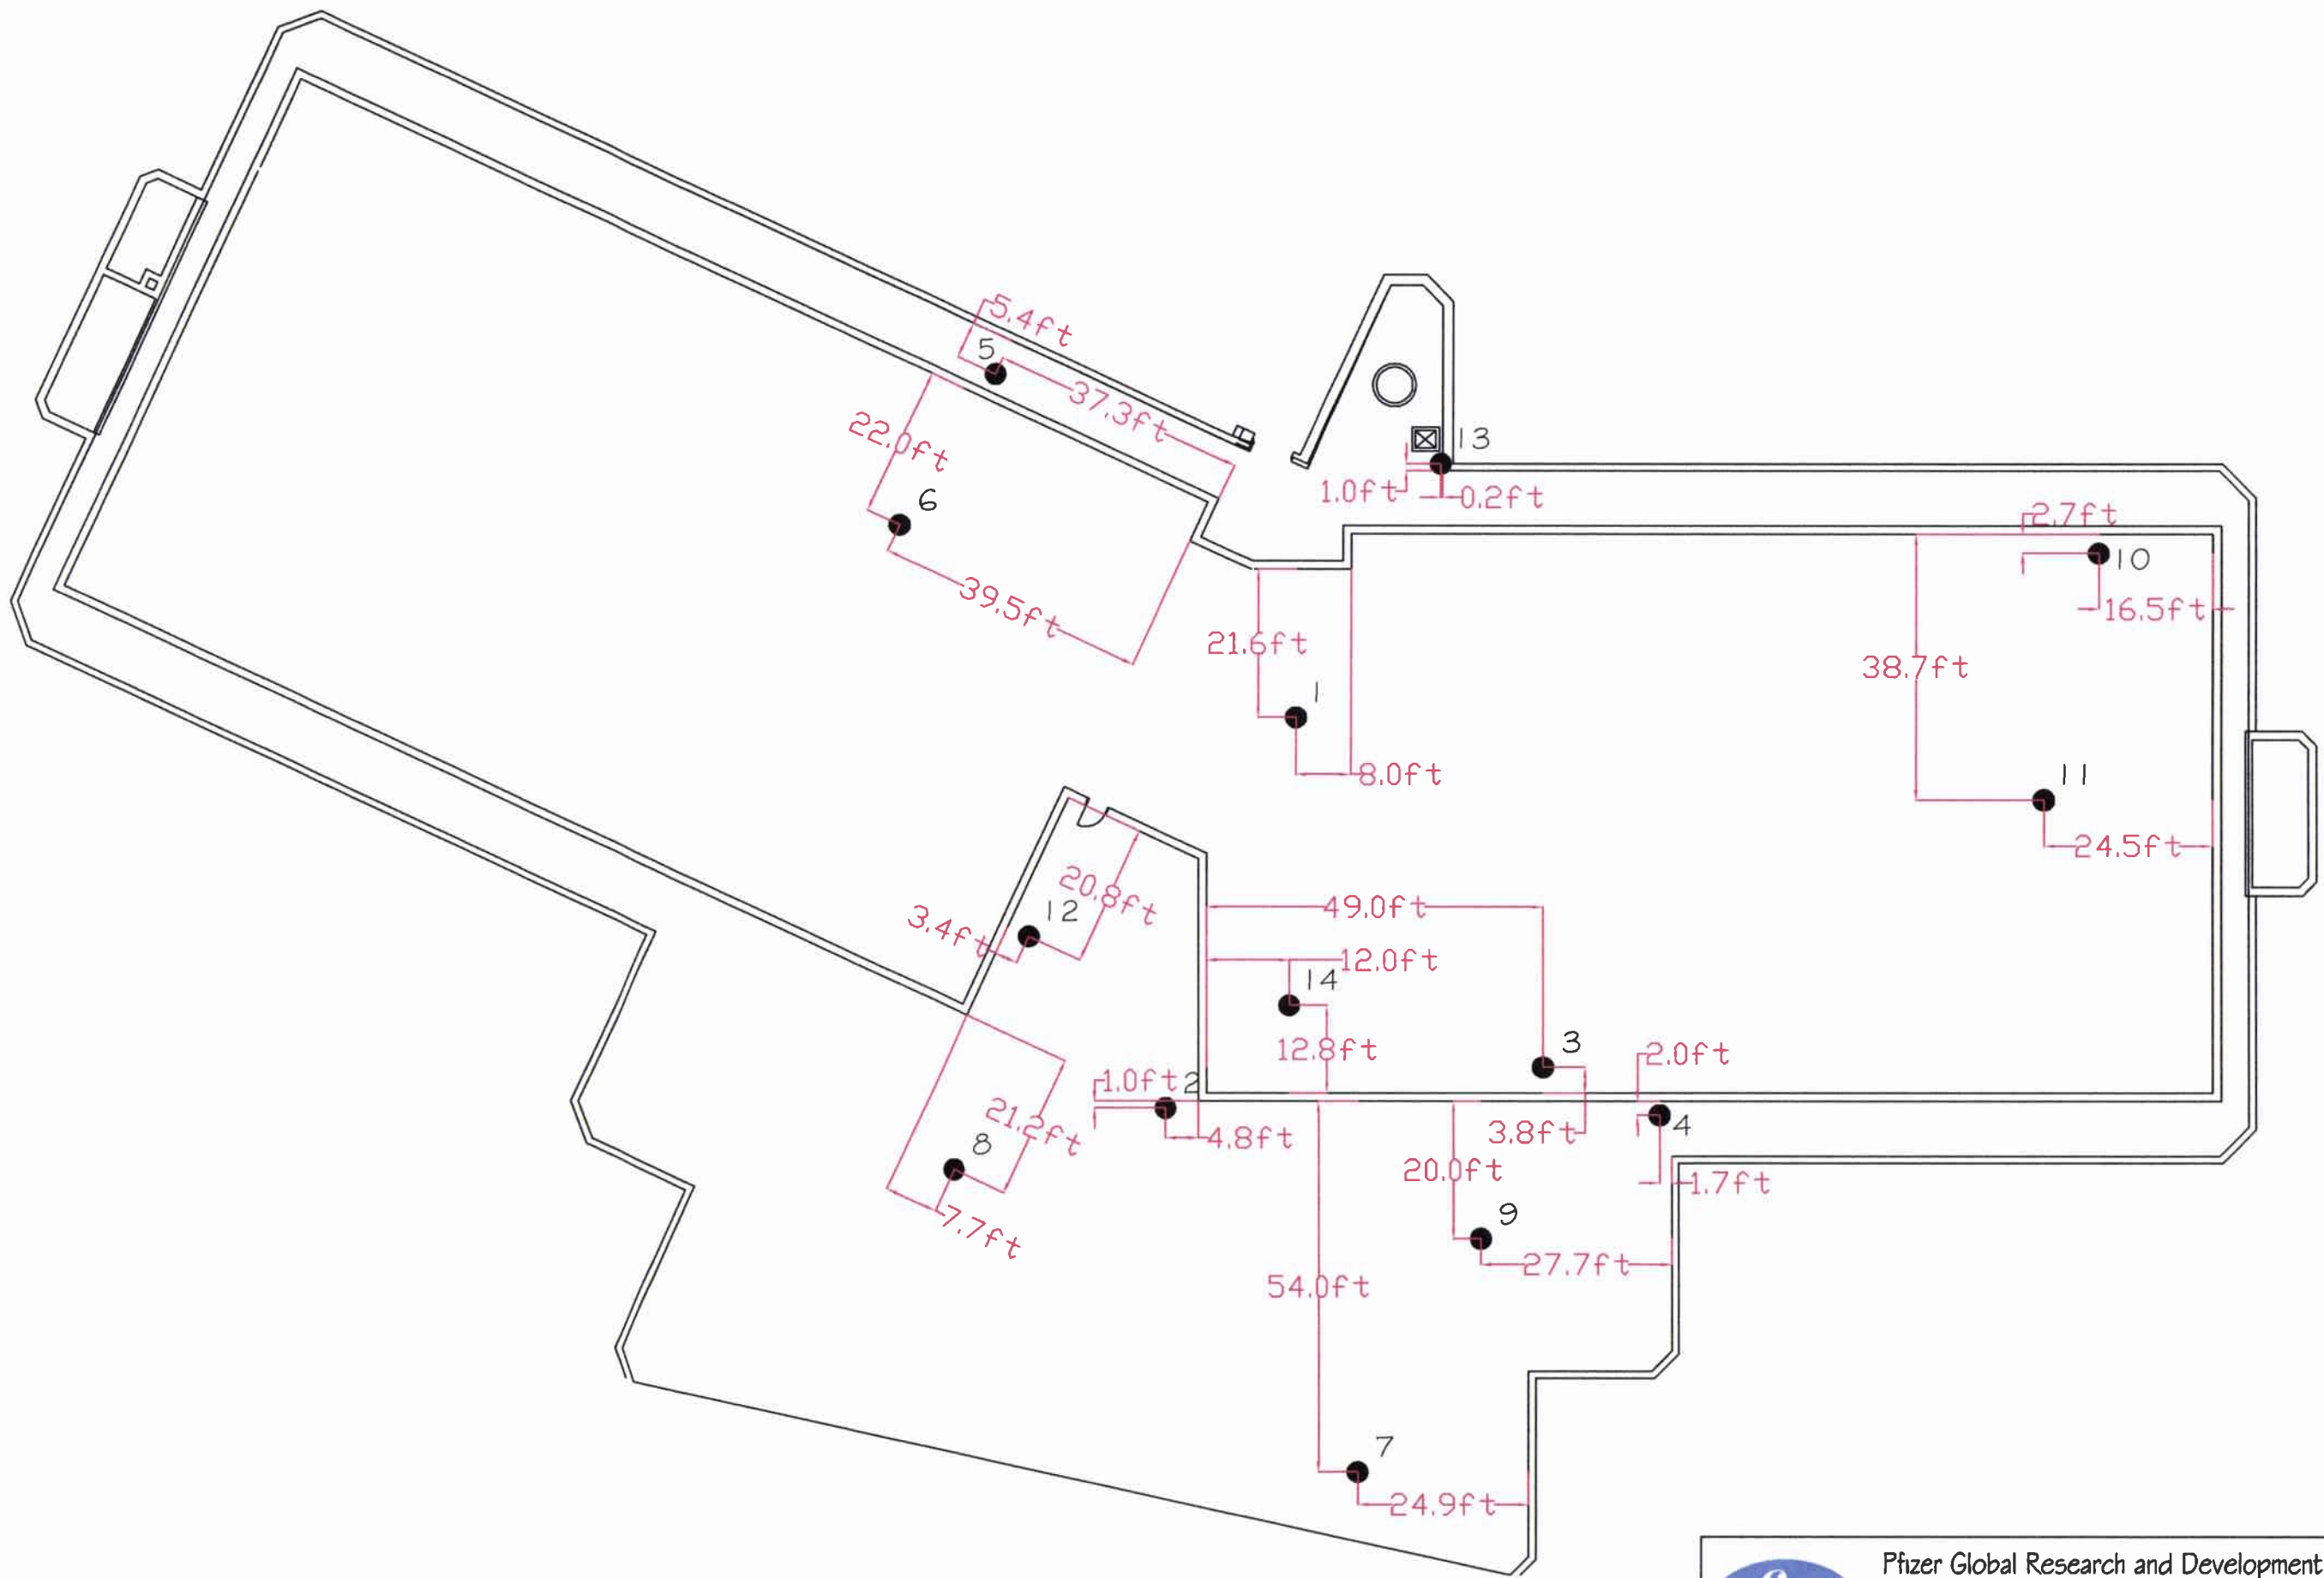 5.4ft
5
37.3ft
22.0ft
6
39.5ft
13
1.0ft
0.2ft
2.7ft
10
16.5ft
21.6ft
38.7ft
1
8.0ft
11
24.5ft
20.8ft
12
3.4ft
49.0ft
12.0ft
14
12.8ft
3
2.0ft
1.0ft
2
4.8ft
21.2ft
8
7.7ft
3.8ft
4
20.0ft
1.7ft
9
27.7ft
54.0ft
7
24.9ft
Pfizer Global Research and Development